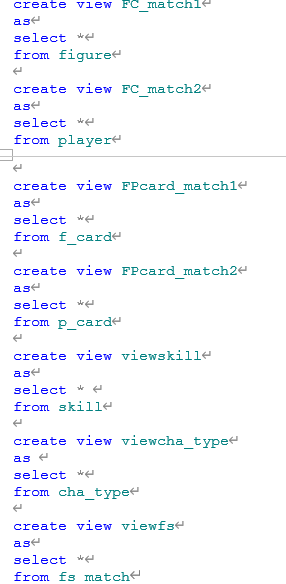 create view FC_match1
as
select *
from figure

create view FC_match2
as
select *
from player

create view FPcard_match1
as
select *
from f_card

create view FPcard_match2
as
select *
from p_card

create view viewskill
as
select *
from skill

create view viewcha_type
as
select *
from cha_type

create view viewfs
as
select *
from fs_match